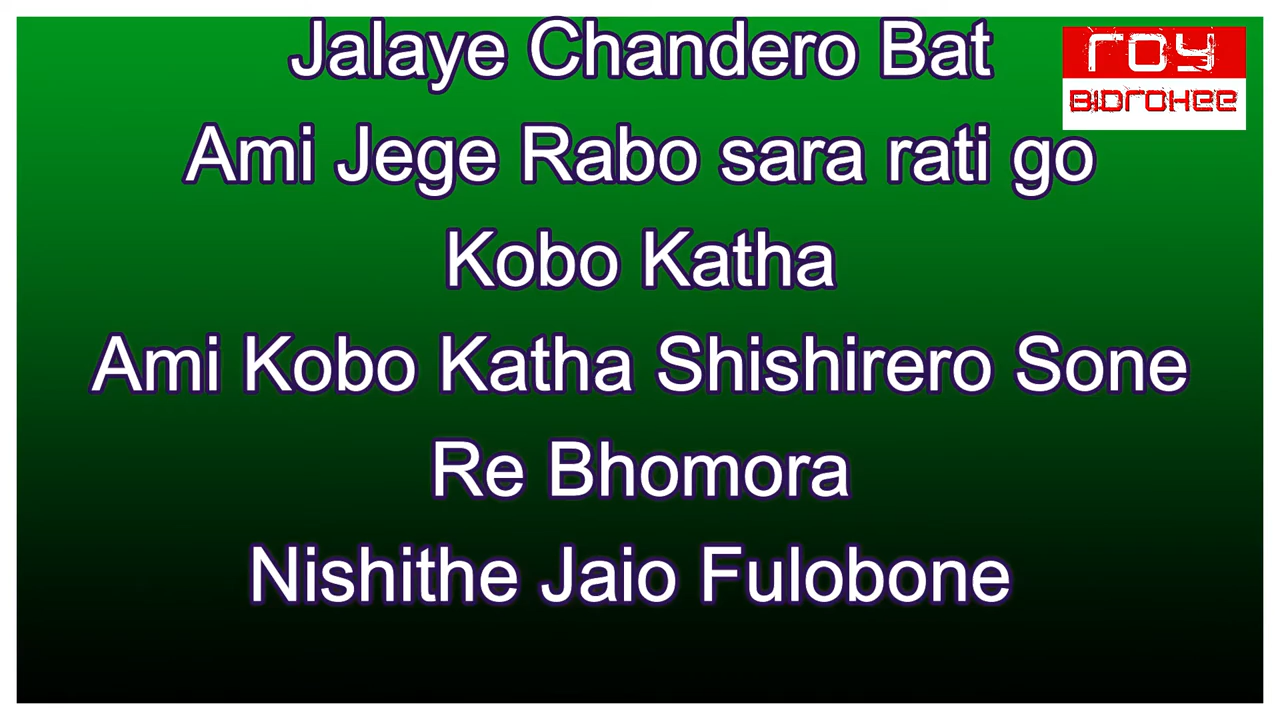 Jalaye Chandero Bat
ROY
BIDROHEE
Ami Jege Rabo sara rati go
Kobo Katha
Ami Kobo Katha Shishirero Sone
Re Bhomora
Nishithe Jaio Fulobone